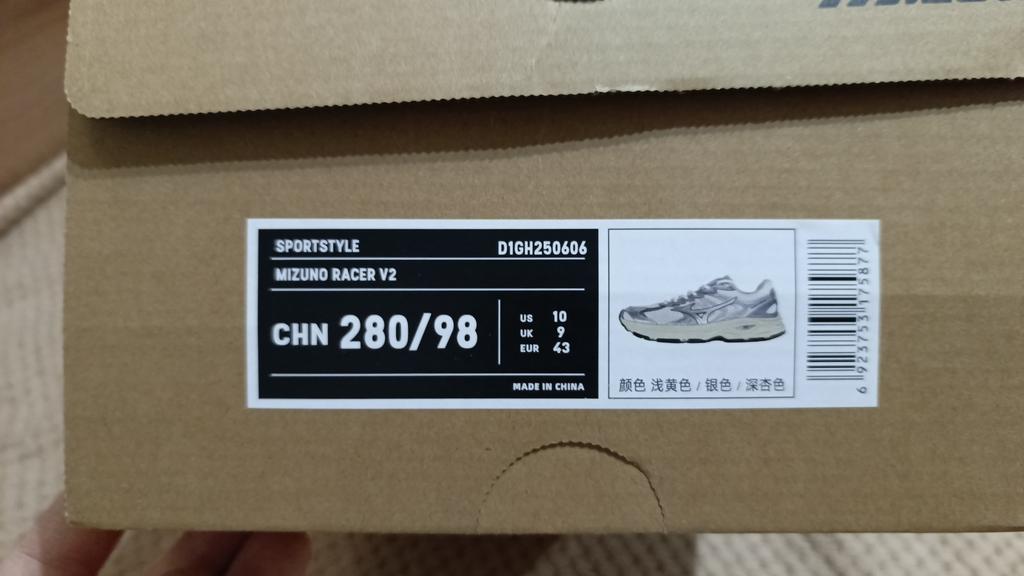 SPORTSTYLE D1GH250606
MIZUNO RACER V2
CHN 280/98
US 10
UK 9
EUR 43
MADE IN CHINA
颜色 浅黄色 / 银色 / 深杏色
6 923753 175877